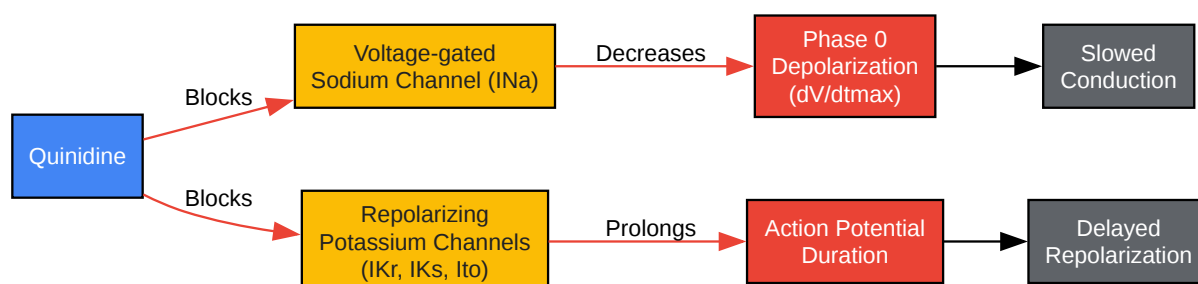 Quinidine
Blocks
Voltage-gated
Sodium Channel (INa)
Decreases
Phase 0
Depolarization
(dV/dtmax)
Slowed
Conduction
Blocks
Repolarizing
Potassium Channels
(IKr, IKs, Ito)
Prolongs
Action Potential
Duration
Delayed
Repolarization